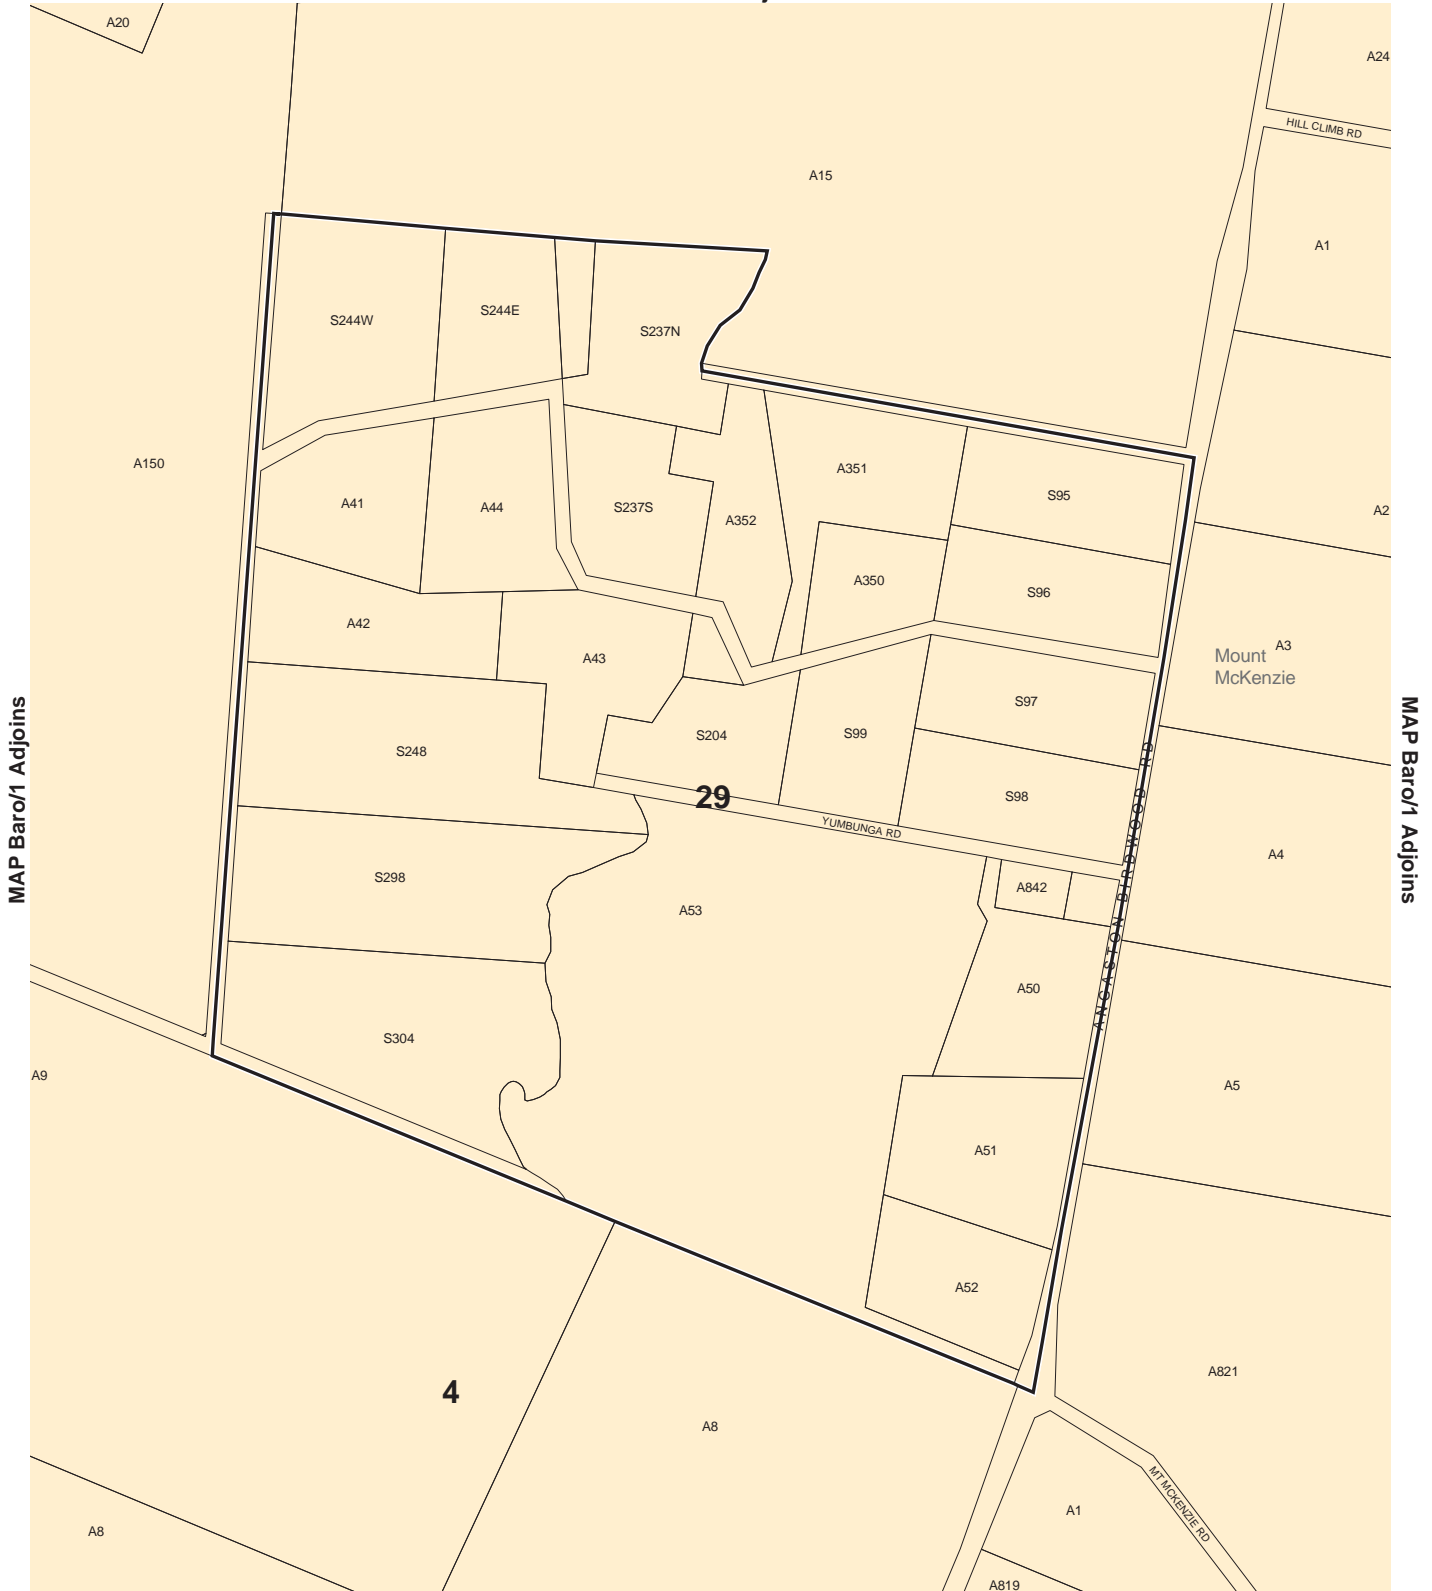 A20
A24
HILL CLIMB RD
A15
A1
S244W
S244E
S237N
A150
A351
S95
A41
A44
S237S
A352
A2
A350
S96
A42
A43
A3
Mount
McKenzie
MAP Baro/1 Adjoins
MAP Baro/1 Adjoins
S97
S204
S99
S248
29
S98
YUMBUNGA RD
ANGASTON BIRDWOOD RD
A4
S298
A842
A53
A50
S304
A9
A5
A51
A52
A821
4
A8
MT MCKENZIE RD
A1
A8
A819